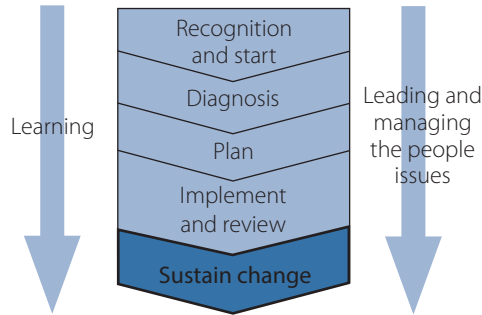 Recognition
and start
Diagnosis
Plan
Implement
and review
Sustain change
Learning
Leading and
managing
the people
issues